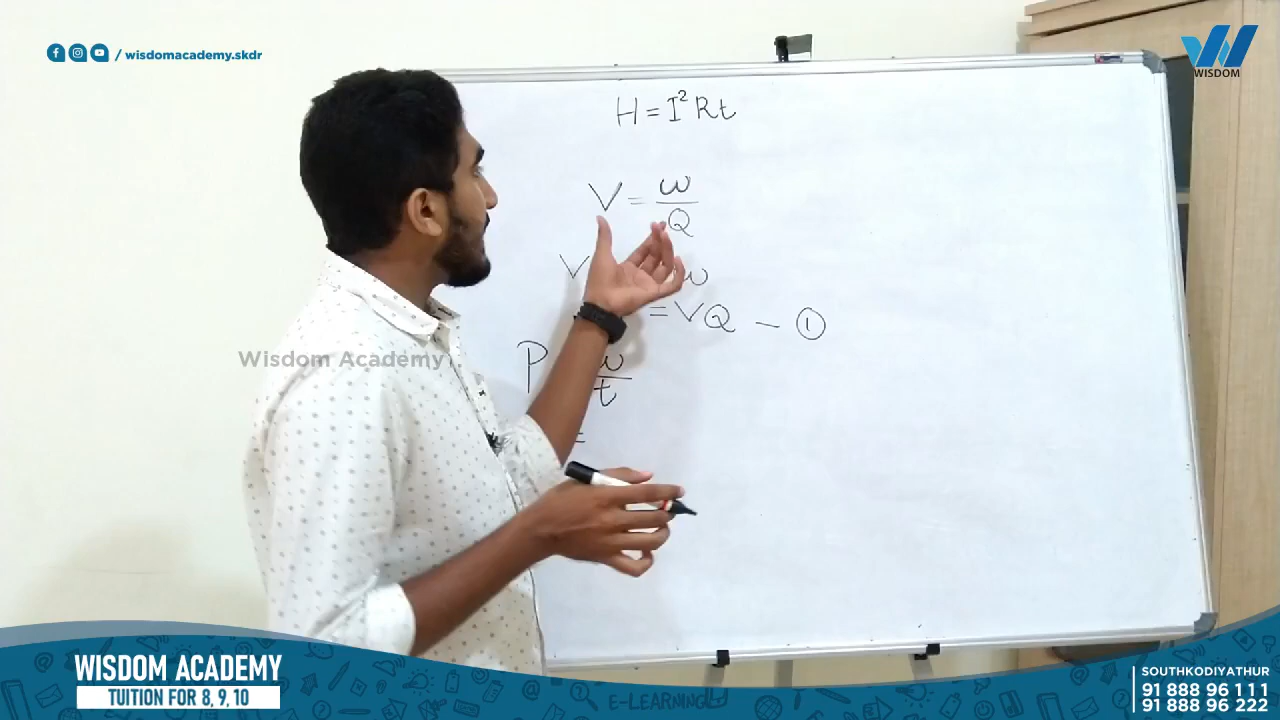 / wisdomacademy.skdr
WISDOM
H = I² R t
V = w/Q
V w
= VQ – ①
P w/t
=
Wisdom Academy
WISDOM ACADEMY
TUITION FOR 8, 9, 10
E-LEARNING
SOUTHKODIYATHUR
91 888 96 111
91 888 96 222